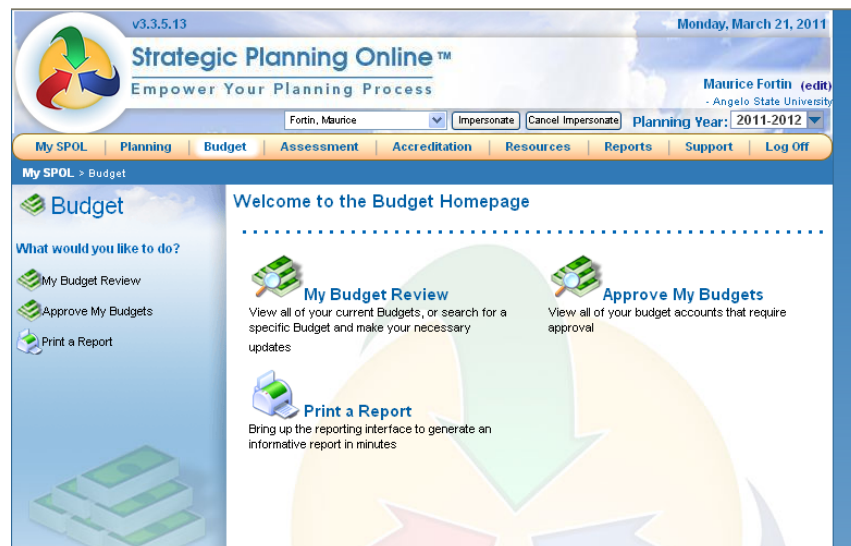 v3.3.5.13
Monday, March 21, 2011
Strategic Planning Online ™
Empower Your Planning Process
Maurice Fortin (edit)
- Angelo State University
Fortin, Maurice Impersonate Cancel Impersonate Planning Year: 2011-2012
My SPOL | Planning | Budget | Assessment | Accreditation | Resources | Reports | Support | Log Off
My SPOL > Budget
Budget
What would you like to do?
My Budget Review
Approve My Budgets
Print a Report
Welcome to the Budget Homepage
My Budget Review
View all of your current Budgets, or search for a
specific Budget and make your necessary
updates
Approve My Budgets
View all of your budget accounts that require
approval
Print a Report
Bring up the reporting interface to generate an
informative report in minutes